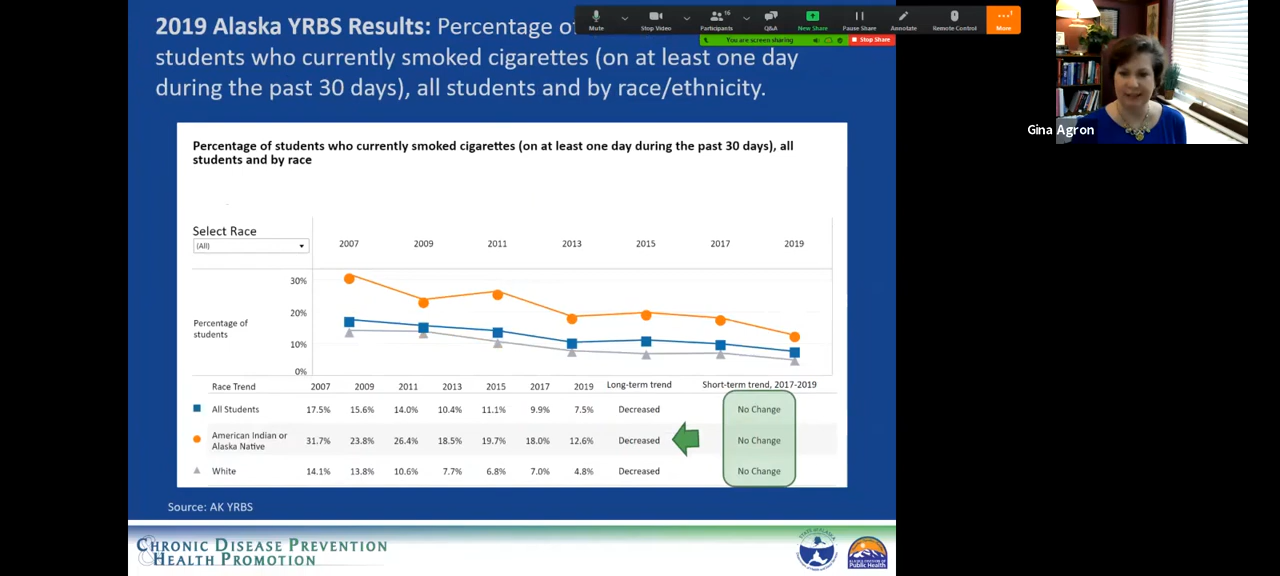 2019 Alaska YRBS Results: Percentage of
students who currently smoked cigarettes (on at least one day
during the past 30 days), all students and by race/ethnicity.
Mute
Stop Video
16
Participants
Q&A
New Share
Pause Share
Annotate
Remote Control
More
You are screen sharing
Stop Share
Gina Agron
Percentage of students who currently smoked cigarettes (on at least one day during the past 30 days), all
students and by race
Select Race
(All)
2007 2009 2011 2013 2015 2017 2019
30%
20%
Percentage of
students
10%
0%
Race Trend 2007 2009 2011 2013 2015 2017 2019 Long-term trend Short-term trend, 2017-2019
All Students 17.5% 15.6% 14.0% 10.4% 11.1% 9.9% 7.5% Decreased No Change
American Indian or
Alaska Native 31.7% 23.8% 26.4% 18.5% 19.7% 18.0% 12.6% Decreased No Change
White 14.1% 13.8% 10.6% 7.7% 6.8% 7.0% 4.8% Decreased No Change
Source: AK YRBS
CHRONIC DISEASE PREVENTION
& HEALTH PROMOTION
STATE OF ALASKA
Public Health